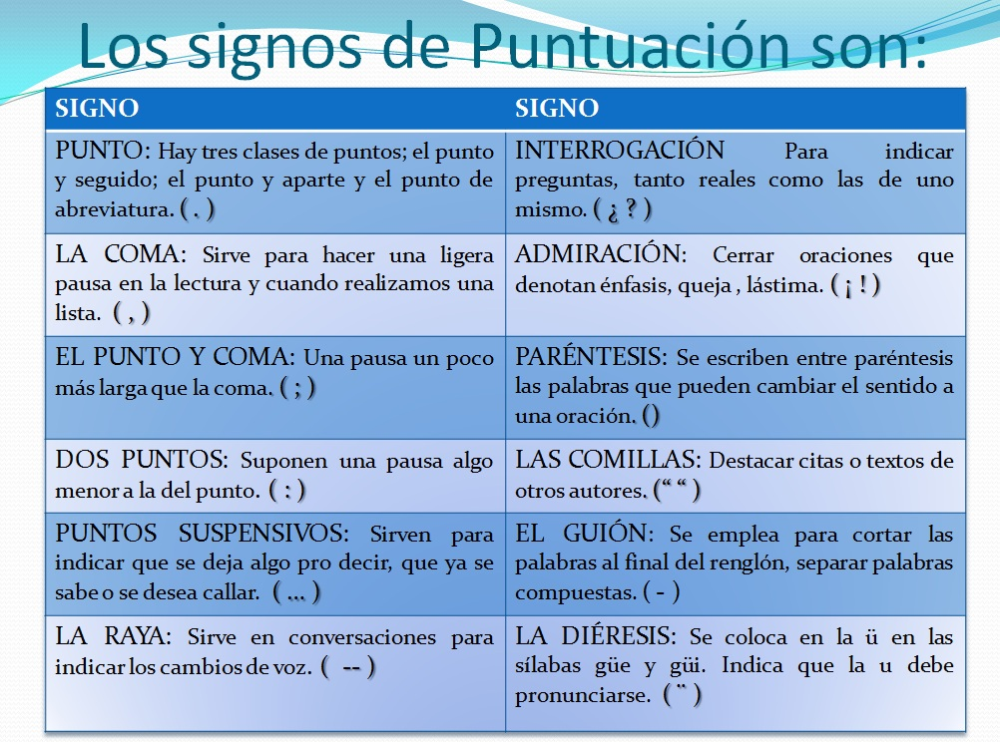 Los signos de Puntuación son:
SIGNO
SIGNO
PUNTO: Hay tres clases de puntos; el punto
y seguido; el punto y aparte y el punto de
abreviatura. ( . )
INTERROGACIÓN Para indicar
preguntas, tanto reales como las de uno
mismo. ( ¿ ? )
LA COMA: Sirve para hacer una ligera
pausa en la lectura y cuando realizamos una
lista. ( , )
ADMIRACIÓN: Cerrar oraciones que
denotan énfasis, queja , lástima. ( ¡ ! )
EL PUNTO Y COMA: Una pausa un poco
más larga que la coma. ( ; )
PARÉNTESIS: Se escriben entre paréntesis
las palabras que pueden cambiar el sentido a
una oración. ()
DOS PUNTOS: Suponen una pausa algo
menor a la del punto. ( : )
LAS COMILLAS: Destacar citas o textos de
otros autores. (“ “ )
PUNTOS SUSPENSIVOS: Sirven para
indicar que se deja algo pro decir, que ya se
sabe o se desea callar. ( ... )
EL GUIÓN: Se emplea para cortar las
palabras al final del renglón, separar palabras
compuestas. ( - )
LA RAYA: Sirve en conversaciones para
indicar los cambios de voz. ( -- )
LA DIÉRESIS: Se coloca en la ü en las
sílabas güe y güi. Indica que la u debe
pronunciarse. ( ¨ )